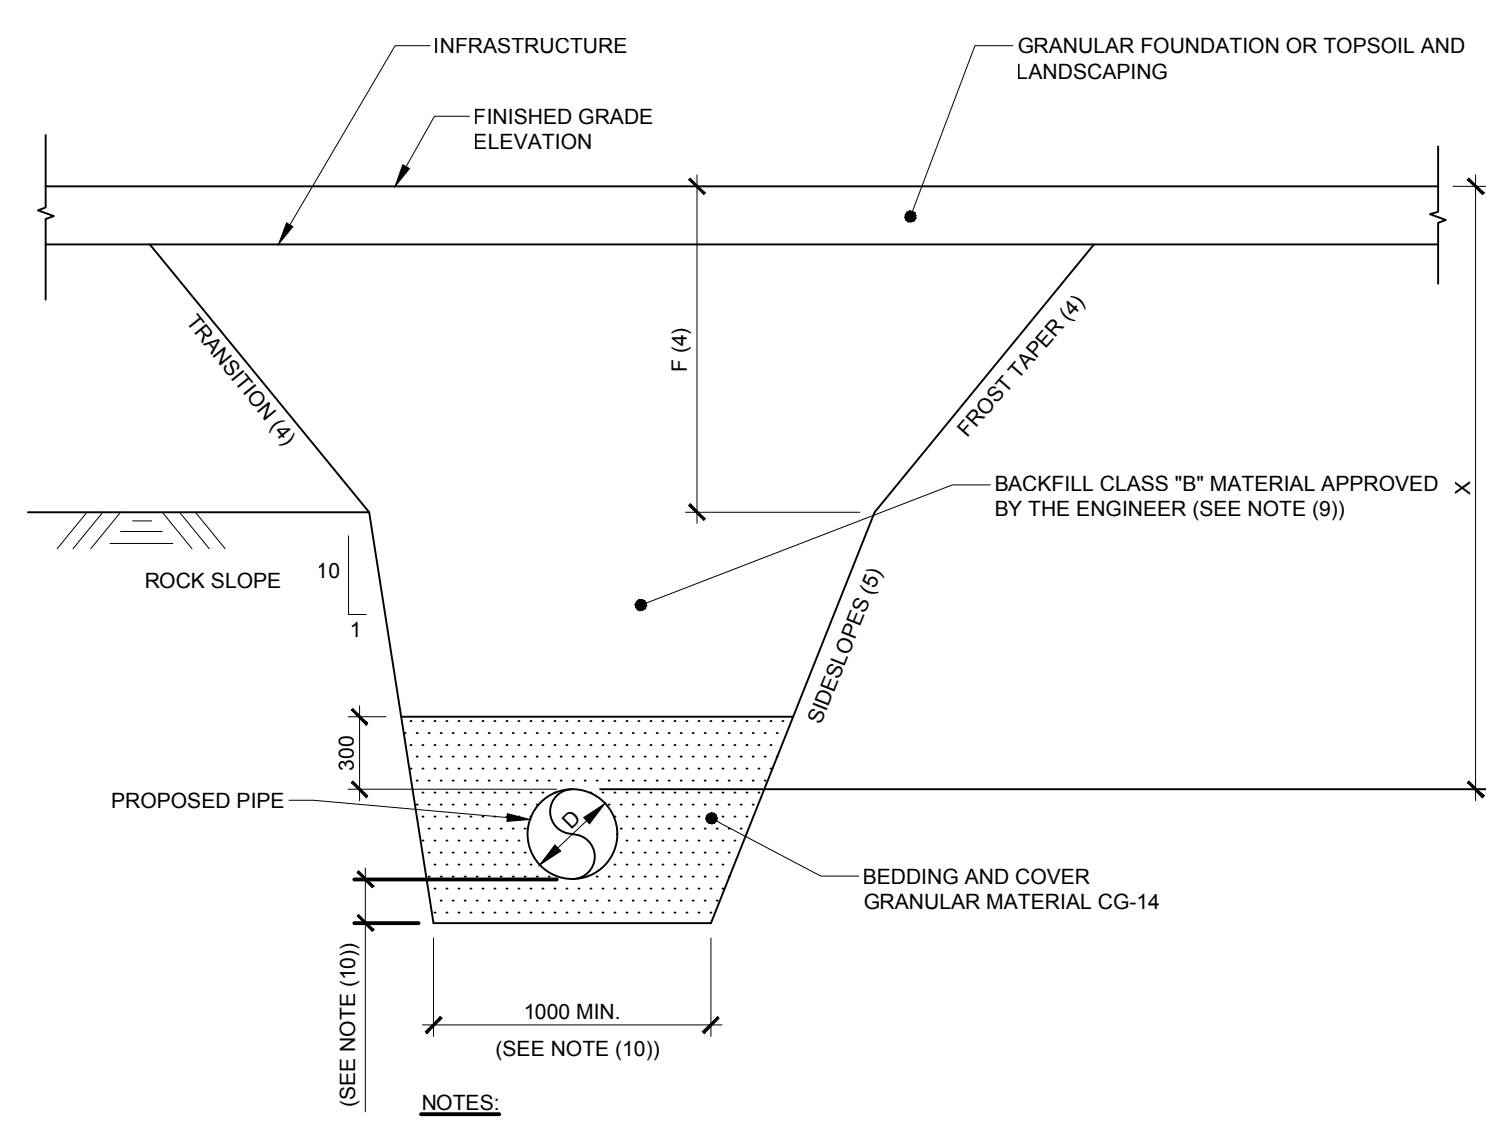 INFRASTRUCTURE
GRANULAR FOUNDATION OR TOPSOIL AND
LANDSCAPING
FINISHED GRADE
ELEVATION
TRANSITION (4)
F (4)
FROST TAPER (4)
BACKFILL CLASS "B" MATERIAL APPROVED
BY THE ENGINEER (SEE NOTE (9))
X
ROCK SLOPE
10
1
SIDESLOPES (5)
300
PROPOSED PIPE
D
BEDDING AND COVER
GRANULAR MATERIAL CG-14
(SEE NOTE (10))
1000 MIN.
(SEE NOTE (10))
NOTES: